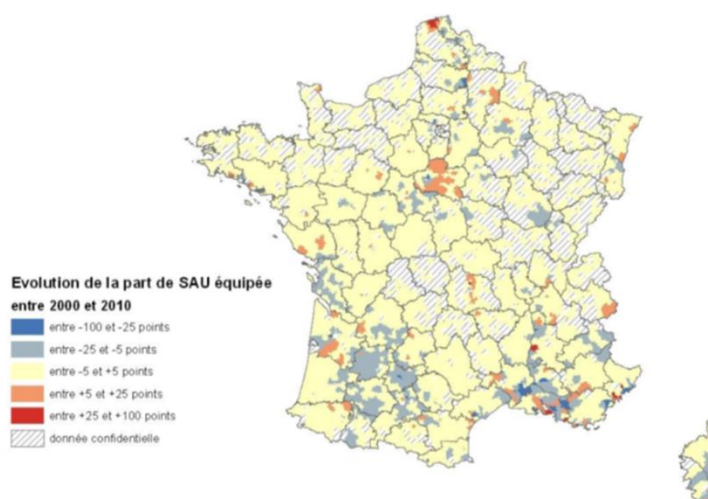 Evolution de la part de SAU équipée
entre 2000 et 2010
entre -100 et -25 points
entre -25 et -5 points
entre -5 et +5 points
entre +5 et +25 points
entre +25 et +100 points
donnée confidentielle